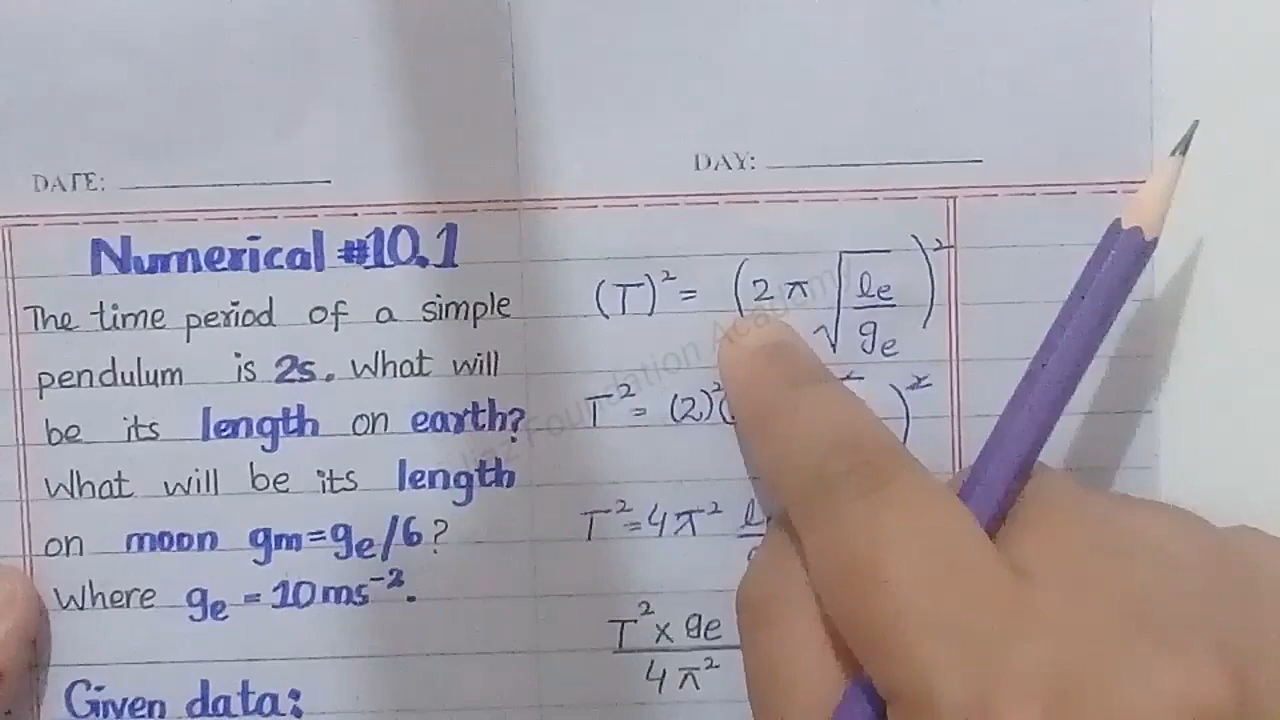 DATE:
DAY:
Numerical #10.1
The time period of a simple
pendulum is 2s. What will
be its length on earth?
What will be its length
on moon gm=ge/6?
Where ge = 10ms⁻².
Given data:
(T)² = (2π√(le/ge))²
T² = (2)²(
T² = 4π² l
T² × ge
4π²